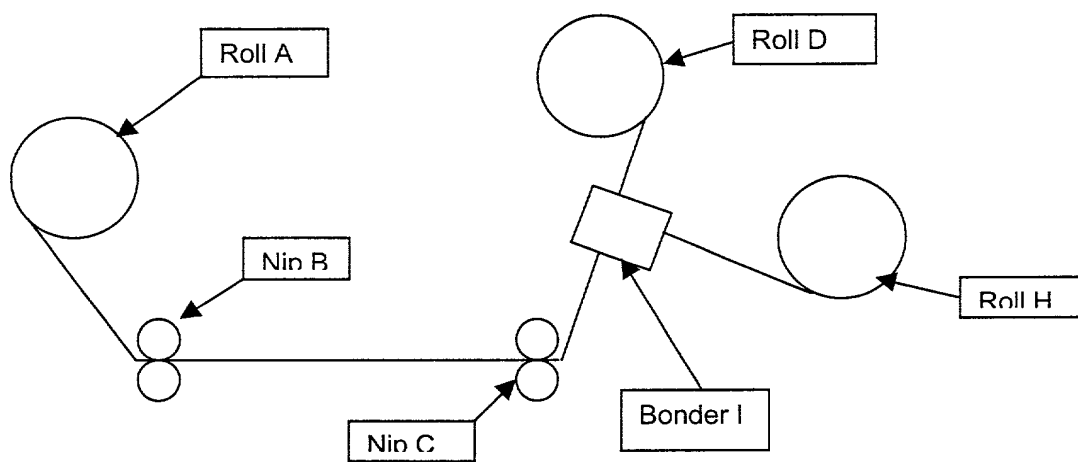 Roll A
Roll D
Nip B
Roll H
Bonder I
Nip C